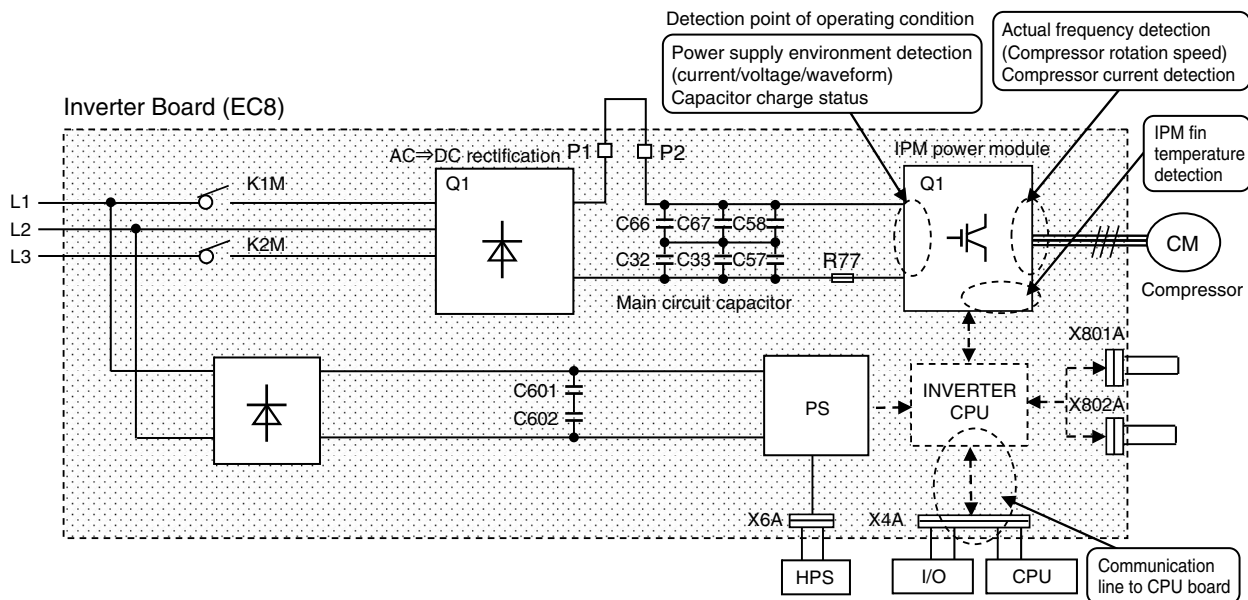 Detection point of operating condition
Power supply environment detection
(current/voltage/waveform)
Capacitor charge status
Actual frequency detection
(Compressor rotation speed)
Compressor current detection
Inverter Board (EC8)
AC⇒DC rectification
P1
P2
IPM power module
IPM fin
temperature
detection
Q1
Q1
L1
K1M
L2
K2M
L3
C66
C67
C58
C32
C33
C57
R77
Main circuit capacitor
CM
Compressor
X801A
C601
C602
PS
INVERTER
CPU
X802A
X6A
X4A
HPS
I/O
CPU
Communication
line to CPU board